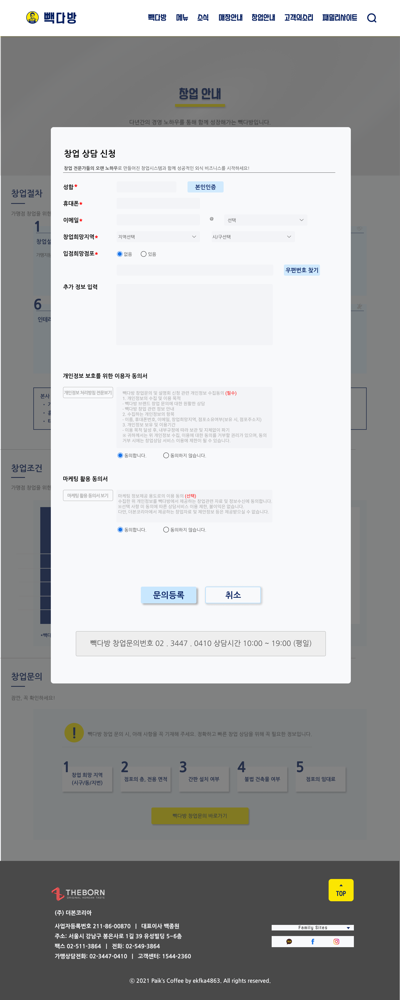 빽다방
빽다방 메뉴 소식 매장안내 창업안내 고객의소리 패밀리사이트
창업 안내
다년간의 경영 노하우를 통해 함께 성장해가는 빽다방입니다.
창업 상담 신청
창업 전문가들의 오랜 노하우로 만들어진 창업시스템과 함께 성공적인 외식 비즈니스를 시작하세요!
성함* 본인인증
휴대폰*
이메일* @ 선택
창업희망지역* 지역선택 시/구선택
입점희망점포* 없음 있음
우편번호 찾기
추가 정보 입력
개인정보 보호를 위한 이용자 동의서
개인정보 처리방침 전문보기
빽다방 창업문의 및 설명회 신청 관련 개인정보 수집동의 (필수)
1. 개인정보의 수집 및 이용 목적
- 빽다방 브랜드 창업 문의에 대한 원활한 상담
- 빽다방 창업 관련 정보 안내
2. 수집하는 개인정보의 항목
- 이름, 휴대폰번호, 이메일, 창업희망지역, 점포소유여부(보유 시, 점포주소지)
3. 개인정보 보유 및 이용기간
- 이용 목적 달성 후, 내부규정에 따라 보관 및 지체없이 파기
※ 귀하께서는 위 개인정보 수집, 이용에 대한 동의를 거부할 권리가 있으며, 동의
거부 시에는 창업상담 서비스 이용에 제한이 될 수 있습니다.
동의합니다. 동의하지 않습니다.
마케팅 활용 동의서
마케팅 활용 동의서 보기
마케팅 정보제공 용도로의 이용 동의 (선택)
수집한 위 개인정보를 빽다방에서 제공하는 창업관련 자료 및 정보수신에 동의합니다.
※선택 사항 미 동의에 따른 상담서비스 이용 제한, 불이익은 없습니다.
다만, 더본코리아에서 제공하는 창업자료 및 제안정보 등은 제공받으실 수 없습니다.
동의합니다. 동의하지 않습니다.
문의등록 취소
빽다방 창업문의번호 02 . 3447 . 0410 상담시간 10:00 ~ 19:00 (평일)
창업절차
가맹점 창업을 위한
1
창업설
가맹지원
6
인테리
본사
창업조건
가맹점 창업을 위한
*빽다
창업문의
잠깐, 꼭 확인하세요!
! 빽다방 창업 문의 시, 아래 사항을 꼭 기재해 주세요. 정확하고 빠른 창업 상담을 위해 꼭 필요한 정보입니다.
1 창업 희망 지역
(시구/동/지번)
2 점포의 층, 전용 면적
3 간판 설치 여부
4 불법 건축물 여부
5 점포의 임대료
빽다방 창업문의 바로가기
THEBORN
ORIGINAL KOREAN TASTE
TOP
(주) 더본코리아
사업자등록번호 211-86-00870 | 대표이사 백종원
주소: 서울시 강남구 봉은사로 1길 39 유성빌딩 5~6층
팩스 02-511-3864 | 전화: 02-549-3864
가맹상담전화: 02-3447-0410 | 고객센터: 1544-2360
Family Sites
TALK
ⓒ 2021 Paik's Coffee by ekfka4863. All rights reserved.